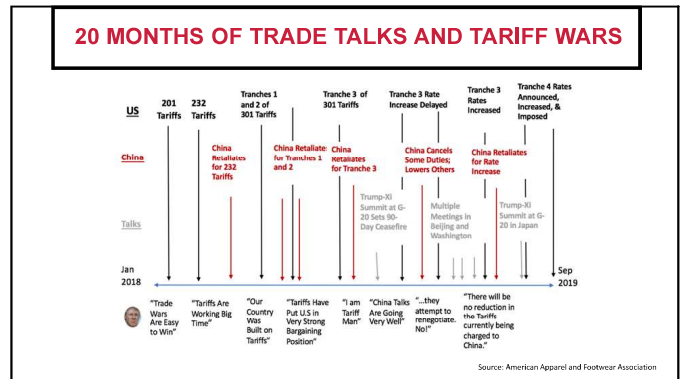 20 MONTHS OF TRADE TALKS AND TARIFF WARS
US
201
Tariffs
232
Tariffs
Tranches 1
and 2 of
301 Tariffs
Tranche 3 of
301 Tariffs
Tranche 3 Rate
Increase Delayed
Tranche 3
Rates
Increased
Tranche 4 Rates
Announced,
Increased, &
Imposed
China
China
Retaliates
for 232
Tariffs
China Retaliates
for Tranches 1
and 2
China
Retaliates
for Tranche 3
China Cancels
Some Duties;
Lowers Others
China Retaliates
for Rate
Increase
Talks
Trump-Xi
Summit at G-
20 Sets 90-
Day Ceasefire
Multiple
Meetings in
Beijing and
Washington
Trump-Xi
Summit at G-
20 in Japan
Jan
2018
Sep
2019
"Trade
Wars
Are Easy
to Win"
"Tariffs Are
Working Big
Time"
"Our
Country
Was
Built on
Tariffs"
"Tariffs Have
Put U.S in
Very Strong
Bargaining
Position"
"I am
Tariff
Man"
"China Talks
Are Going
Very Well"
"...they
attempt to
renegotiate.
No!"
"There will be
no reduction in
the Tariffs
currently being
charged to
China."
Source: American Apparel and Footwear Association